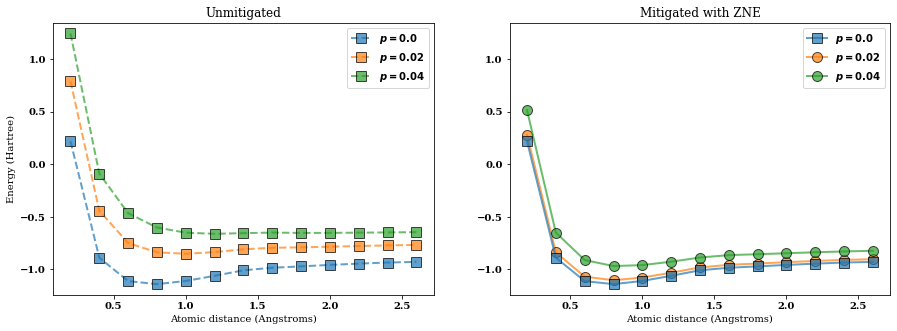 Unmitigated
p = 0.0
p = 0.02
p = 0.04
1.0
0.5
0.0
−0.5
−1.0
Energy (Hartree)
0.5 1.0 1.5 2.0 2.5
Atomic distance (Angstroms)
Mitigated with ZNE
p = 0.0
p = 0.02
p = 0.04
1.0
0.5
0.0
−0.5
−1.0
0.5 1.0 1.5 2.0 2.5
Atomic distance (Angstroms)